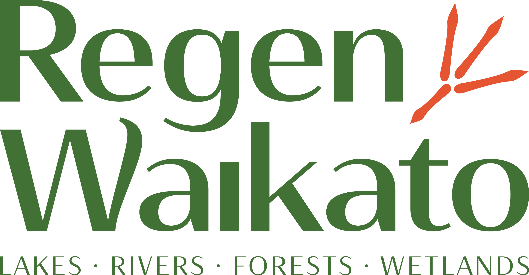 Regen
Waikato
LAKES · RIVERS · FORESTS · WETLANDS